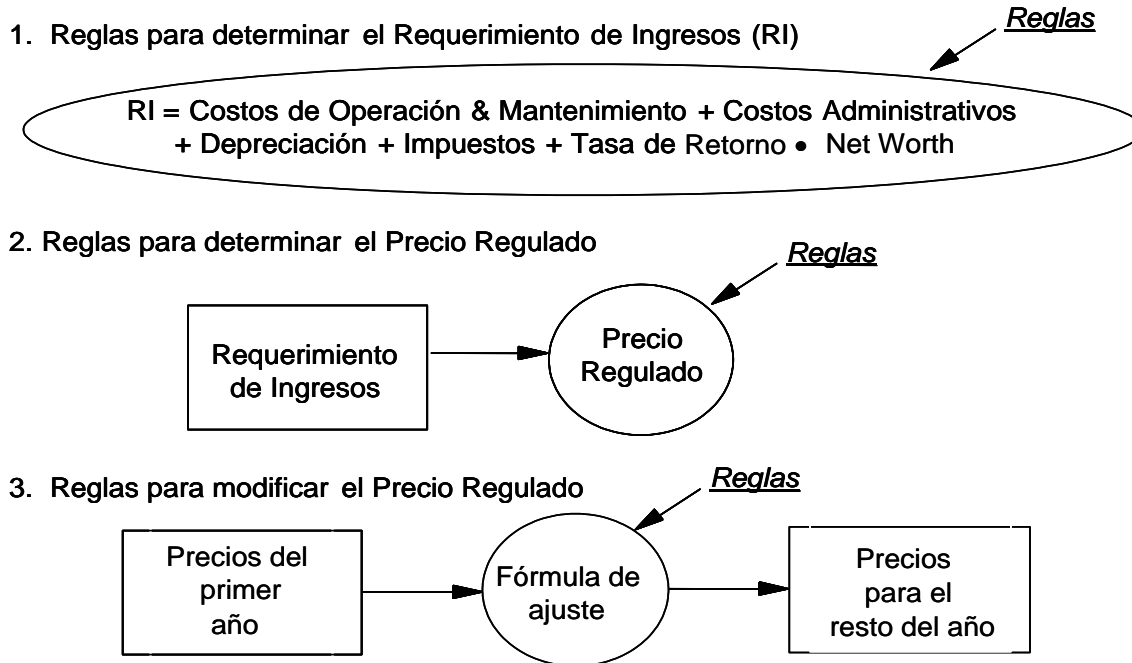 Reglas
1. Reglas para determinar el Requerimiento de Ingresos (RI)
RI = Costos de Operación & Mantenimiento + Costos Administrativos
+ Depreciación + Impuestos + Tasa de Retorno • Net Worth
2. Reglas para determinar el Precio Regulado
Reglas
Requerimiento
de Ingresos
Precio
Regulado
3. Reglas para modificar el Precio Regulado
Reglas
Precios del
primer
año
Fórmula de
ajuste
Precios
para el
resto del año